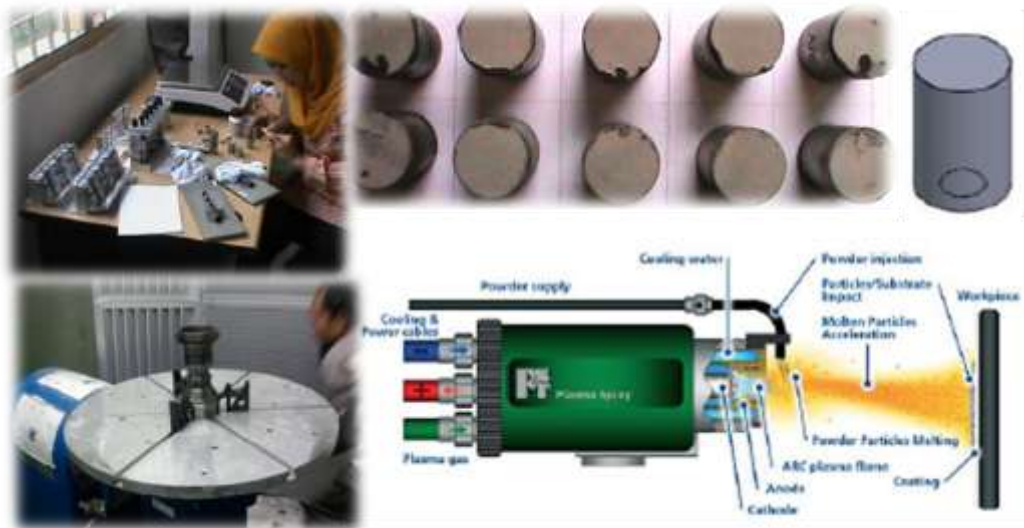 Cooling water
Powder injection
Powder supply
Particles/Substrate
Impact
Workpiece
Cooling &
Power cables
Molten Particles
Acceleration
Plasma Spray
Powder Particles Melting
Plasma gas
ARC plasma flame
Coating
Anode
Cathode